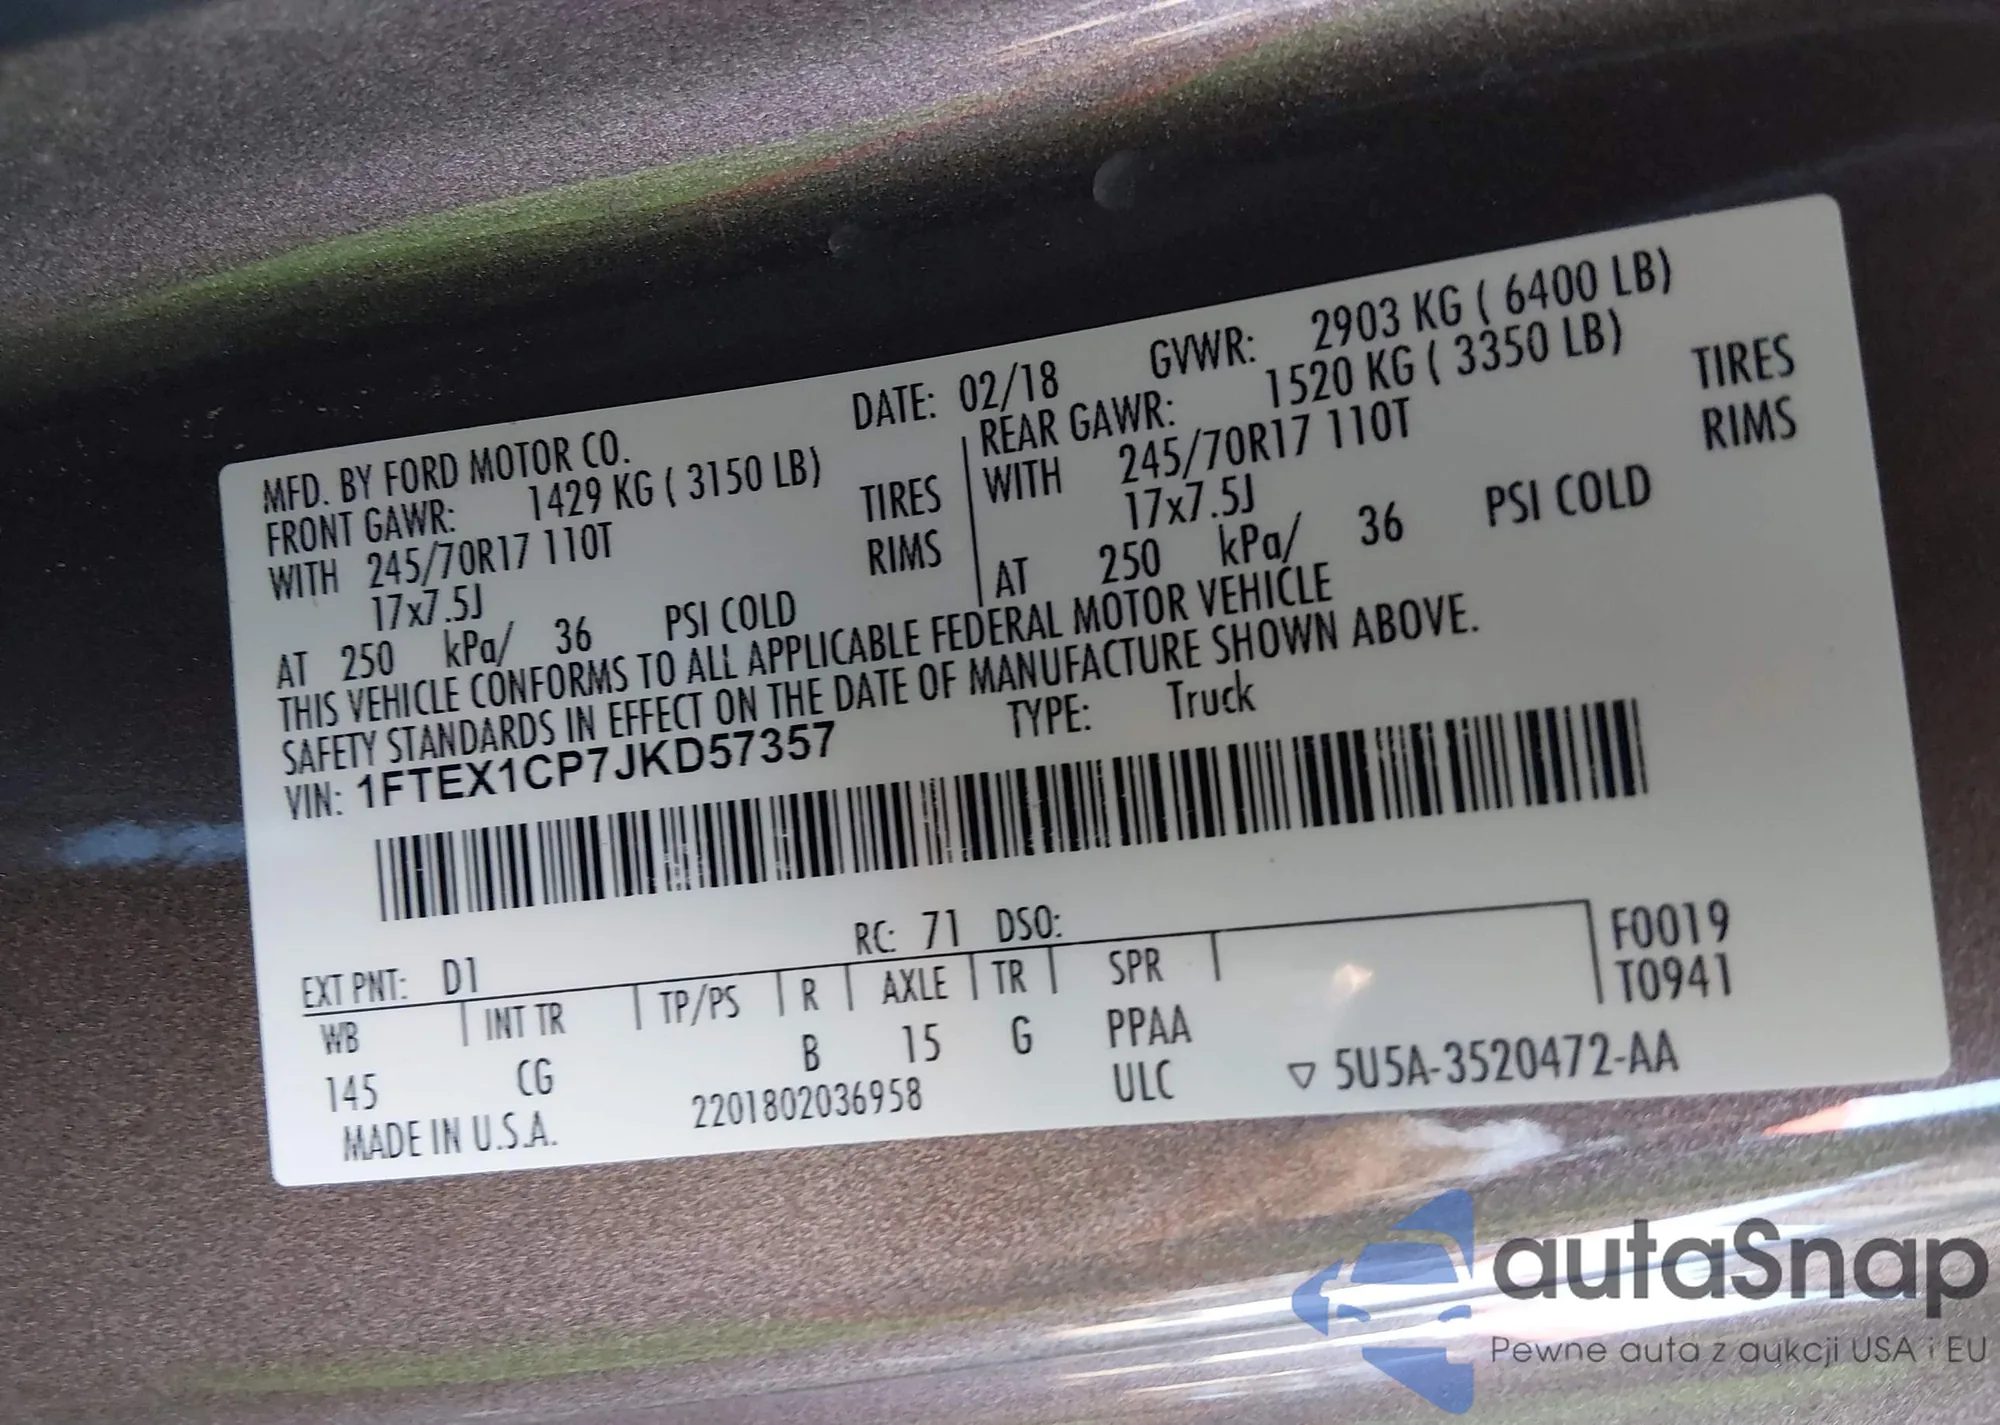 MFD. BY FORD MOTOR CO.
DATE: 02/18 GVWR: 2903 KG ( 6400 LB)
FRONT GAWR: 1429 KG ( 3150 LB)
WITH 245/70R17 110T TIRES
17x7.5J RIMS
AT 250 kPa/ 36 PSI COLD
REAR GAWR: 1520 KG ( 3350 LB)
WITH 245/70R17 110T TIRES
17x7.5J RIMS
AT 250 kPa/ 36 PSI COLD
THIS VEHICLE CONFORMS TO ALL APPLICABLE FEDERAL MOTOR VEHICLE
SAFETY STANDARDS IN EFFECT ON THE DATE OF MANUFACTURE SHOWN ABOVE.
VIN: 1FTEX1CP7JKD57357 TYPE: Truck
EXT PNT: D1 RC: 71 DSO: F0019
WB INT TR TP/PS R AXLE TR SPR T0941
145 CG B 15 G PPAA
MADE IN U.S.A. 2201802036958 ULC ▽ 5U5A-3520472-AA
autaSnap
Pewne auta z aukcji USA i EU